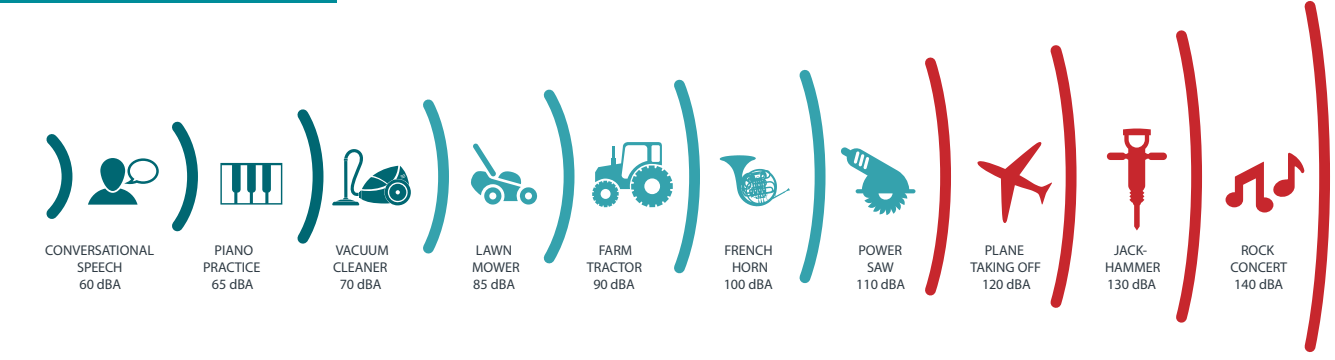 CONVERSATIONAL
SPEECH
60 dBA
PIANO
PRACTICE
65 dBA
VACUUM
CLEANER
70 dBA
LAWN
MOWER
85 dBA
FARM
TRACTOR
90 dBA
FRENCH
HORN
100 dBA
POWER
SAW
110 dBA
PLANE
TAKING OFF
120 dBA
JACK-
HAMMER
130 dBA
ROCK
CONCERT
140 dBA